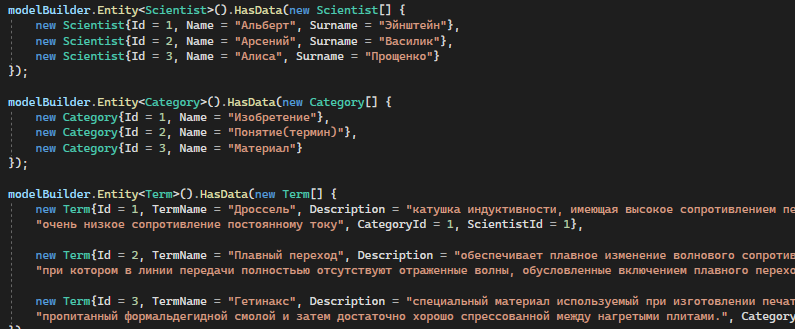 modelBuilder.Entity<Scientist>().HasData(new Scientist[] {
new Scientist{Id = 1, Name = "Альберт", Surname = "Эйнштейн"},
new Scientist{Id = 2, Name = "Арсений", Surname = "Василик"},
new Scientist{Id = 3, Name = "Алиса", Surname = "Прощенко"}
});
modelBuilder.Entity<Category>().HasData(new Category[] {
new Category{Id = 1, Name = "Изобретение"},
new Category{Id = 2, Name = "Понятие(термин)"},
new Category{Id = 3, Name = "Материал"}
});
modelBuilder.Entity<Term>().HasData(new Term[] {
new Term{Id = 1, TermName = "Дроссель", Description = "катушка индуктивности, имеющая высокое сопротивлением пе
"очень низкое сопротивление постоянному току", CategoryId = 1, ScientistId = 1},
new Term{Id = 2, TermName = "Плавный переход", Description = "обеспечивает плавное изменение волнового сопротив
"при котором в линии передачи полностьью отсутствуют отраженные волны, обусловленные включением плавного перехо
new Term{Id = 3, TermName = "Гетинакс", Description = "специальный материал используемый при изготовлении печат
"пропитанный формальдегидной смолой и затем достаточно хорошо спрессованной между нагретыми плитами.", Category